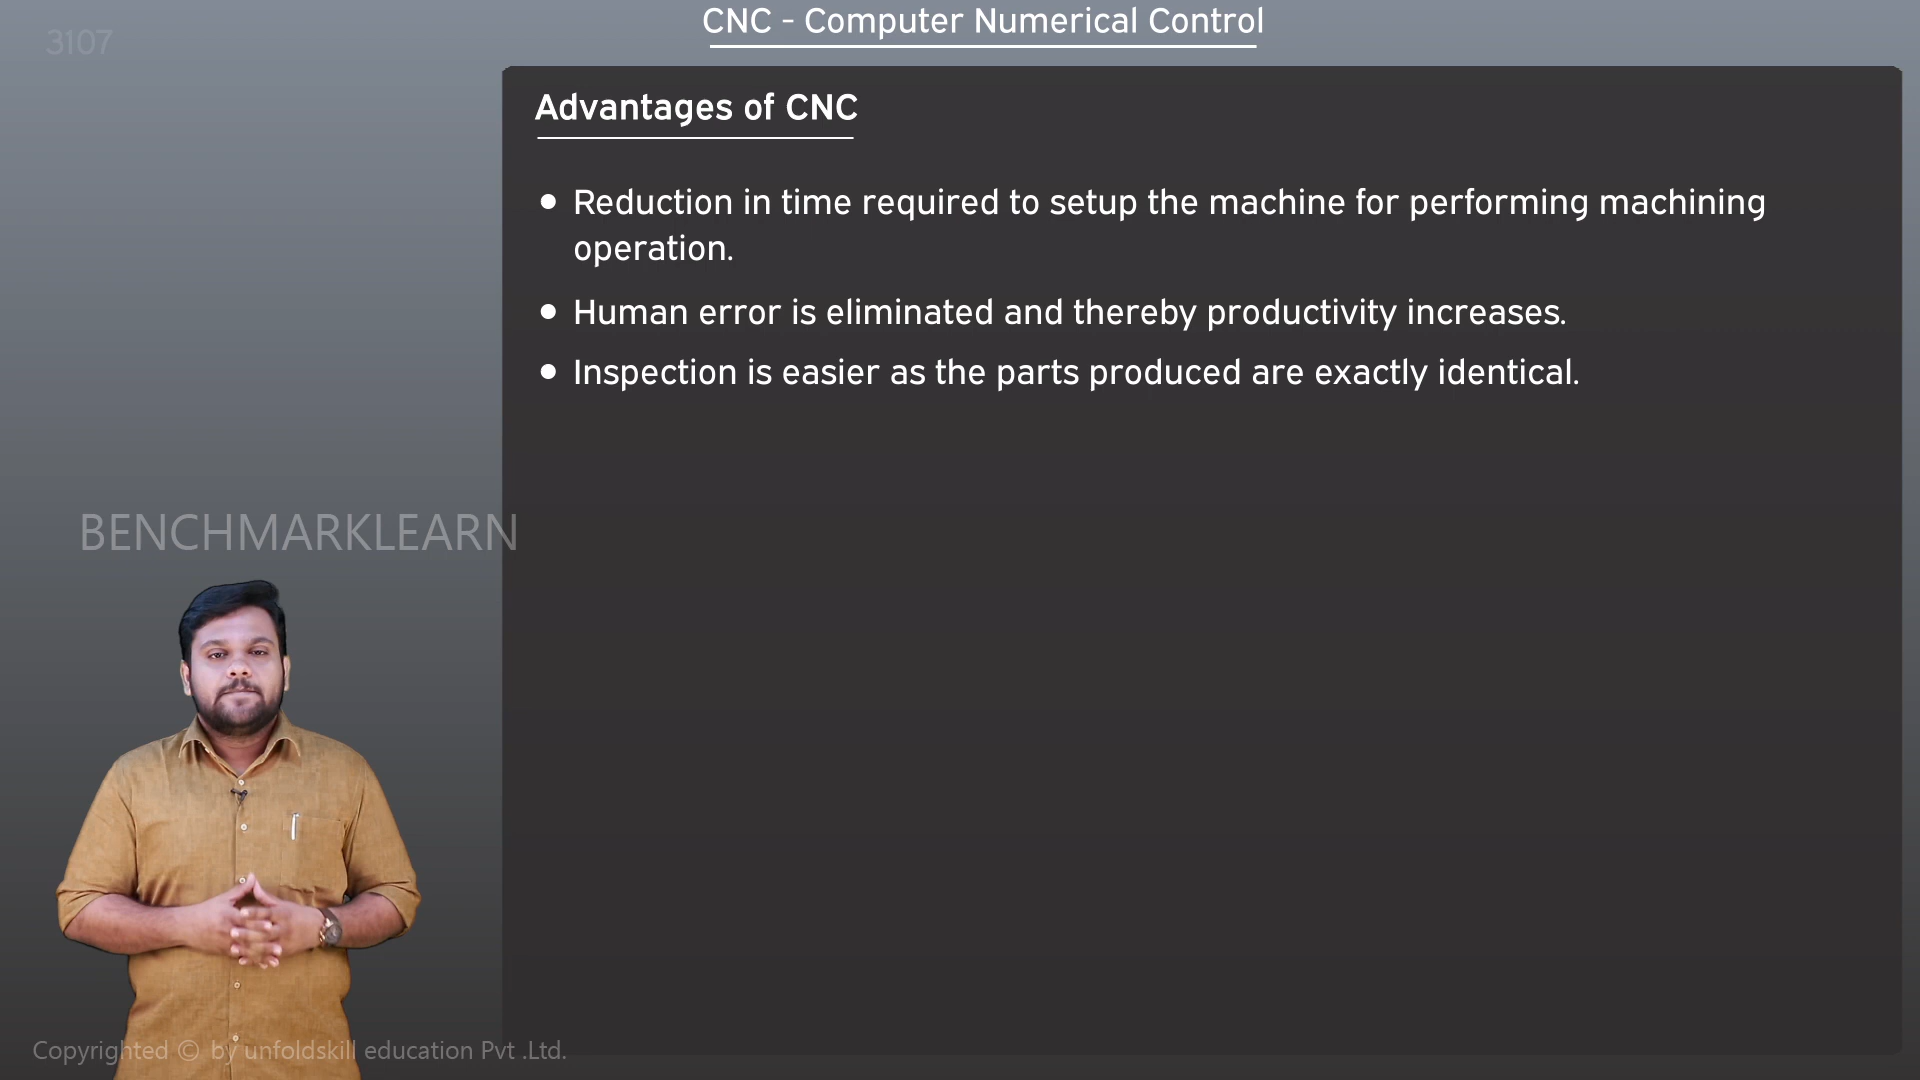 3107
CNC - Computer Numerical Control
Advantages of CNC
• Reduction in time required to setup the machine for performing machining
operation.
• Human error is eliminated and thereby productivity increases.
• Inspection is easier as the parts produced are exactly identical.
BENCHMARKLEARN
Copyrighted © by unfoldskill education Pvt .Ltd.